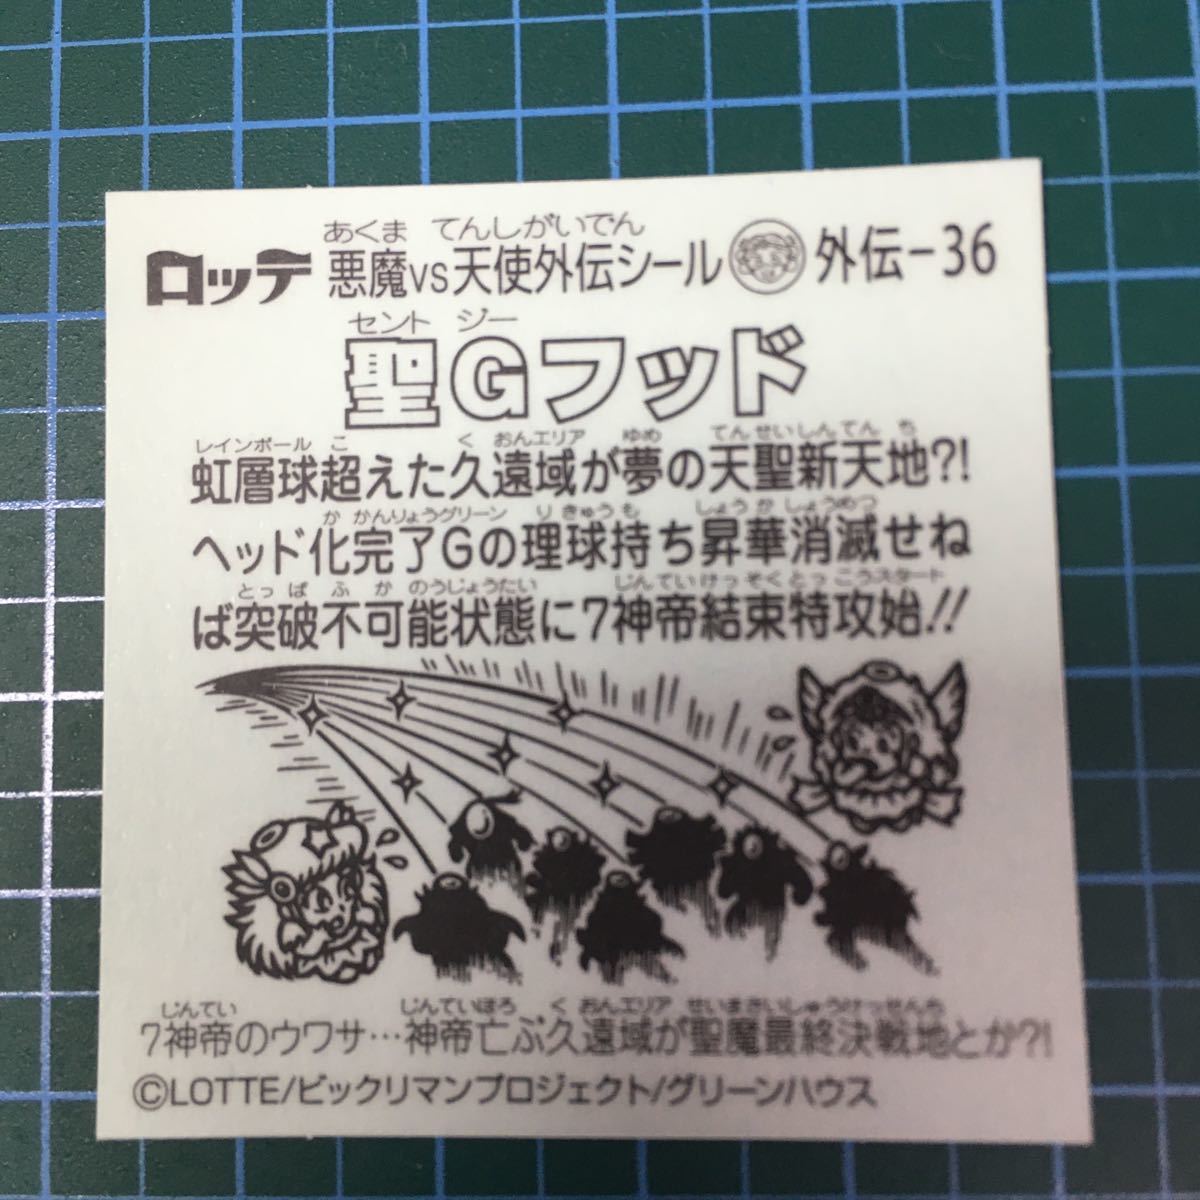 あくま てんしがいでん
ロッテ 悪魔VS天使外伝シール 外伝-36
セント ジー
聖Gフッド
レインボール こ く おんエリア ゆめ てんせいしんてん ち
虹層球超えた久遠域が夢の天聖新天地?!
か かんりょうグリーン りきゅうも しょうかしょうめつ
ヘッド化完了Gの理球持ち昇華消滅せね
とっぱ ふ か のうじょうたい じんていけっそくとっこうスタート
ば突破不可能状態に7神帝結束特攻始!!
じんてい じんていほろ く おんエリア せいまさいしゅうけっせんち
7神帝のウワサ…神帝亡ぶ久遠域が聖魔最終決戦地とか?!
©LOTTE/ビックリマンプロジェクト/グリーンハウス